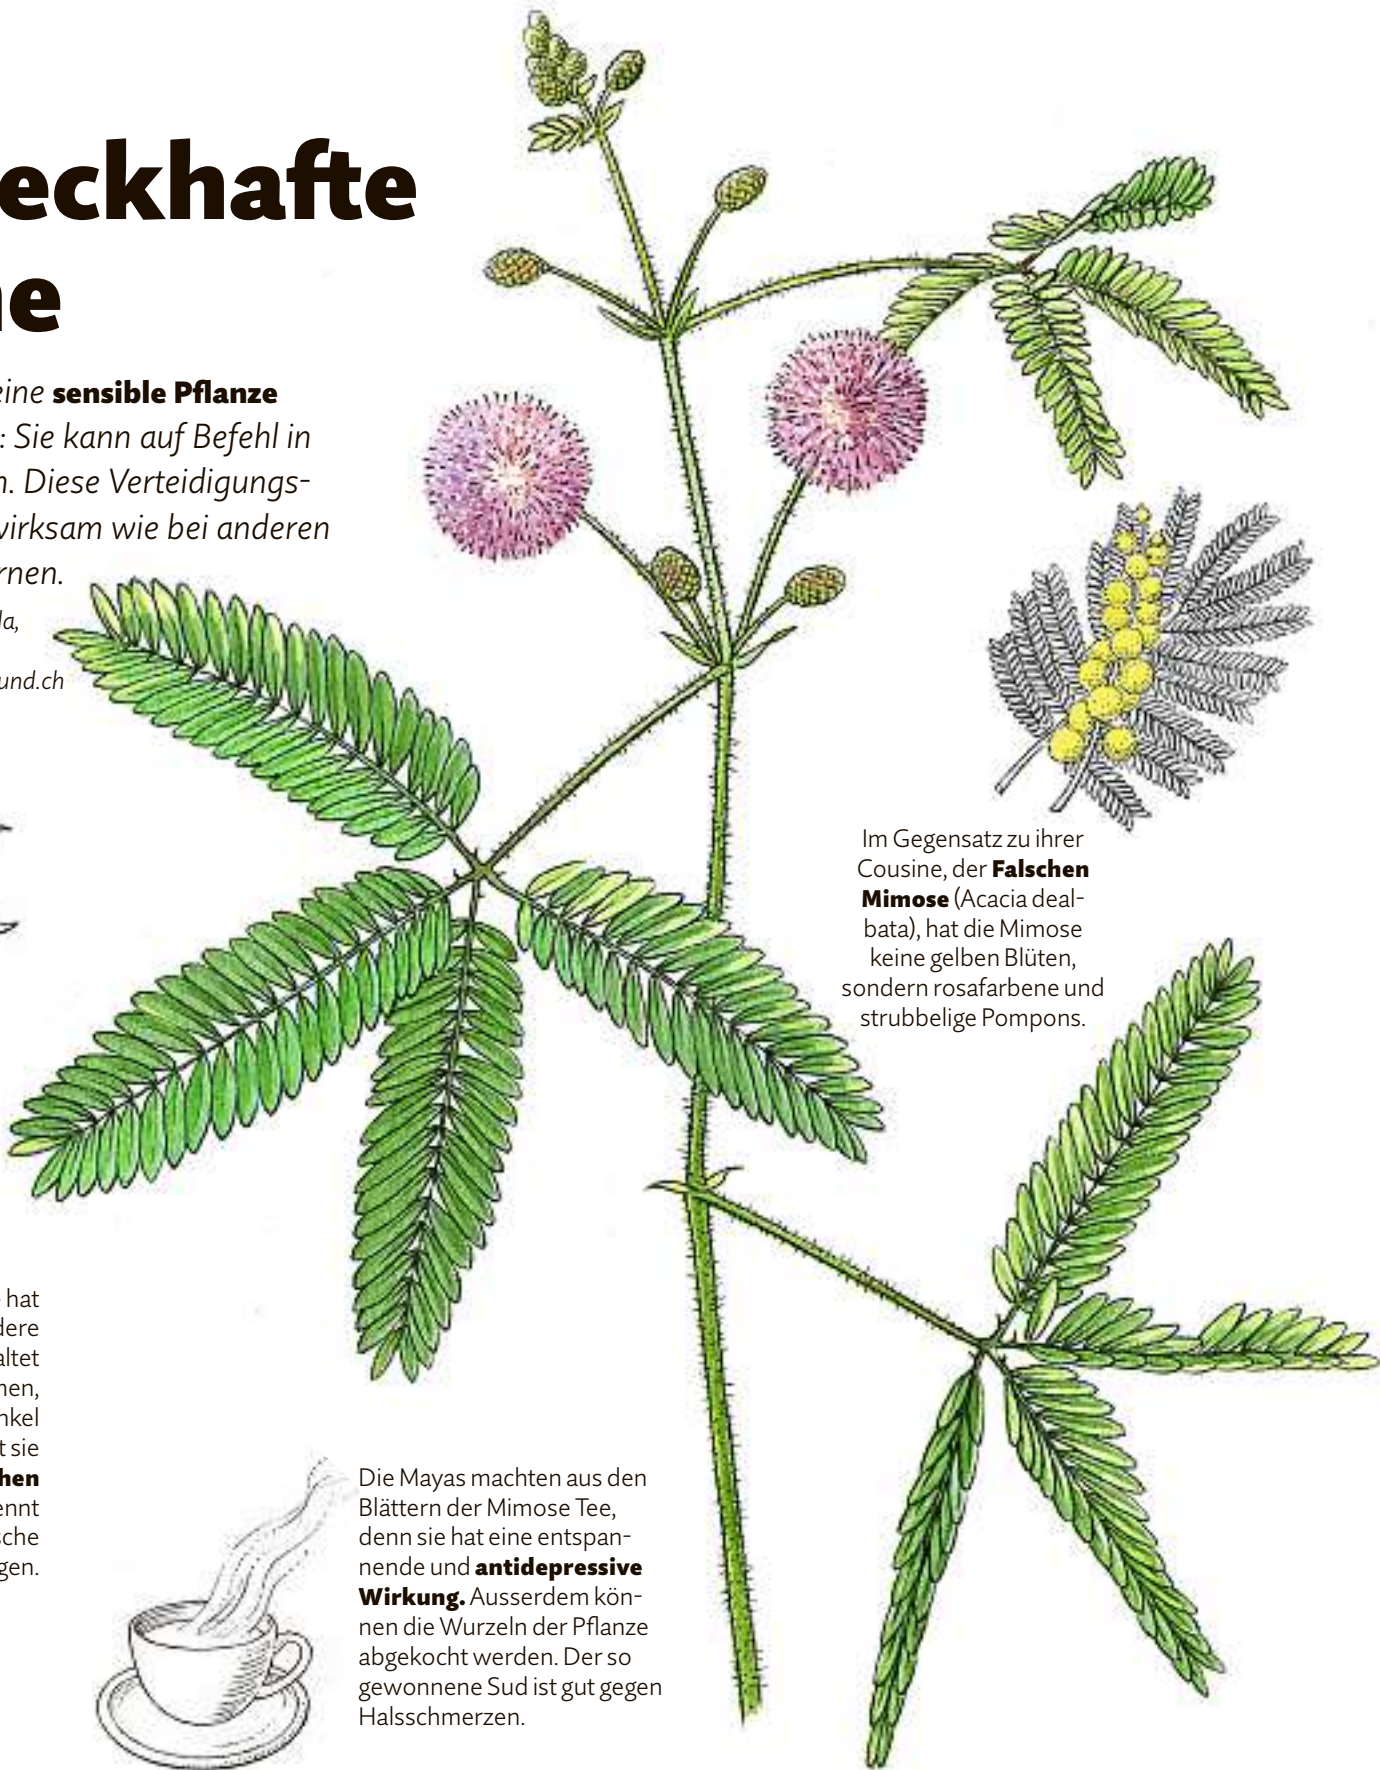 eckhafte
ne
eine sensible Pflanze
: Sie kann auf Befehl in
n. Diese Verteidigungs-
wirksam wie bei anderen
rnen.
la,
und.ch
Im Gegensatz zu ihrer
Cousine, der Falschen
Mimose (Acacia deal-
bata), hat die Mimose
keine gelben Blüten,
sondern rosafarbene und
strubbelige Pompons.
hat
dere
altet
nen,
nkel
t sie
hen
ennt
sche
gen.
Die Mayas machten aus den
Blättern der Mimose Tee,
denn sie hat eine entspan-
nende und antidepressive
Wirkung. Ausserdem kön-
nen die Wurzeln der Pflanze
abgekocht werden. Der so
gewonnene Sud ist gut gegen
Halsschmerzen.